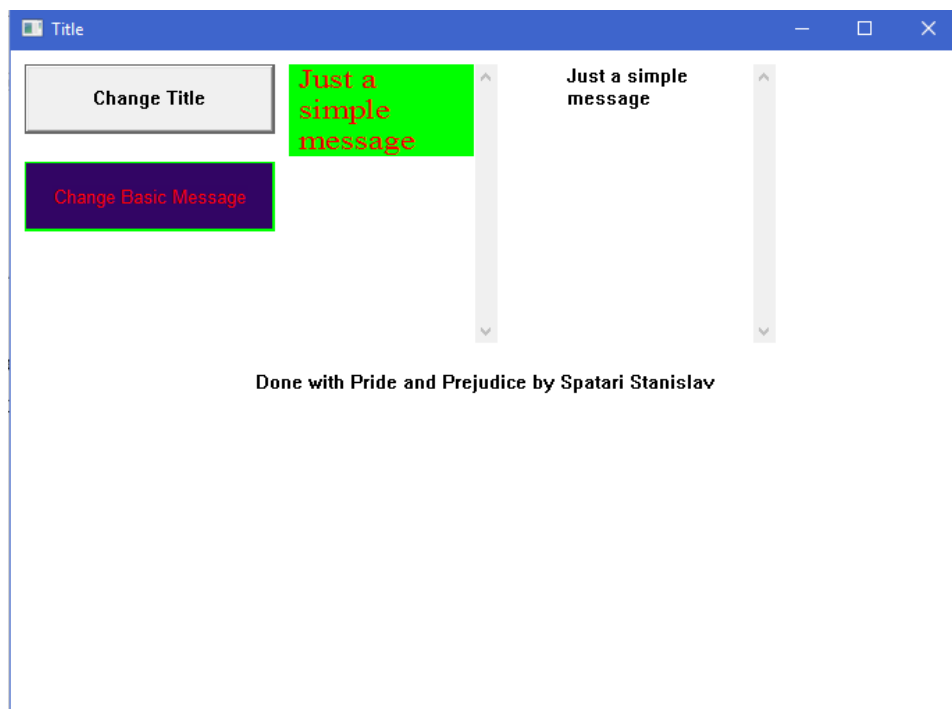 Title
Change Title
Change Basic Message
Just a
simple
message
Just a simple
message
Done with Pride and Prejudice by Spatari Stanislav